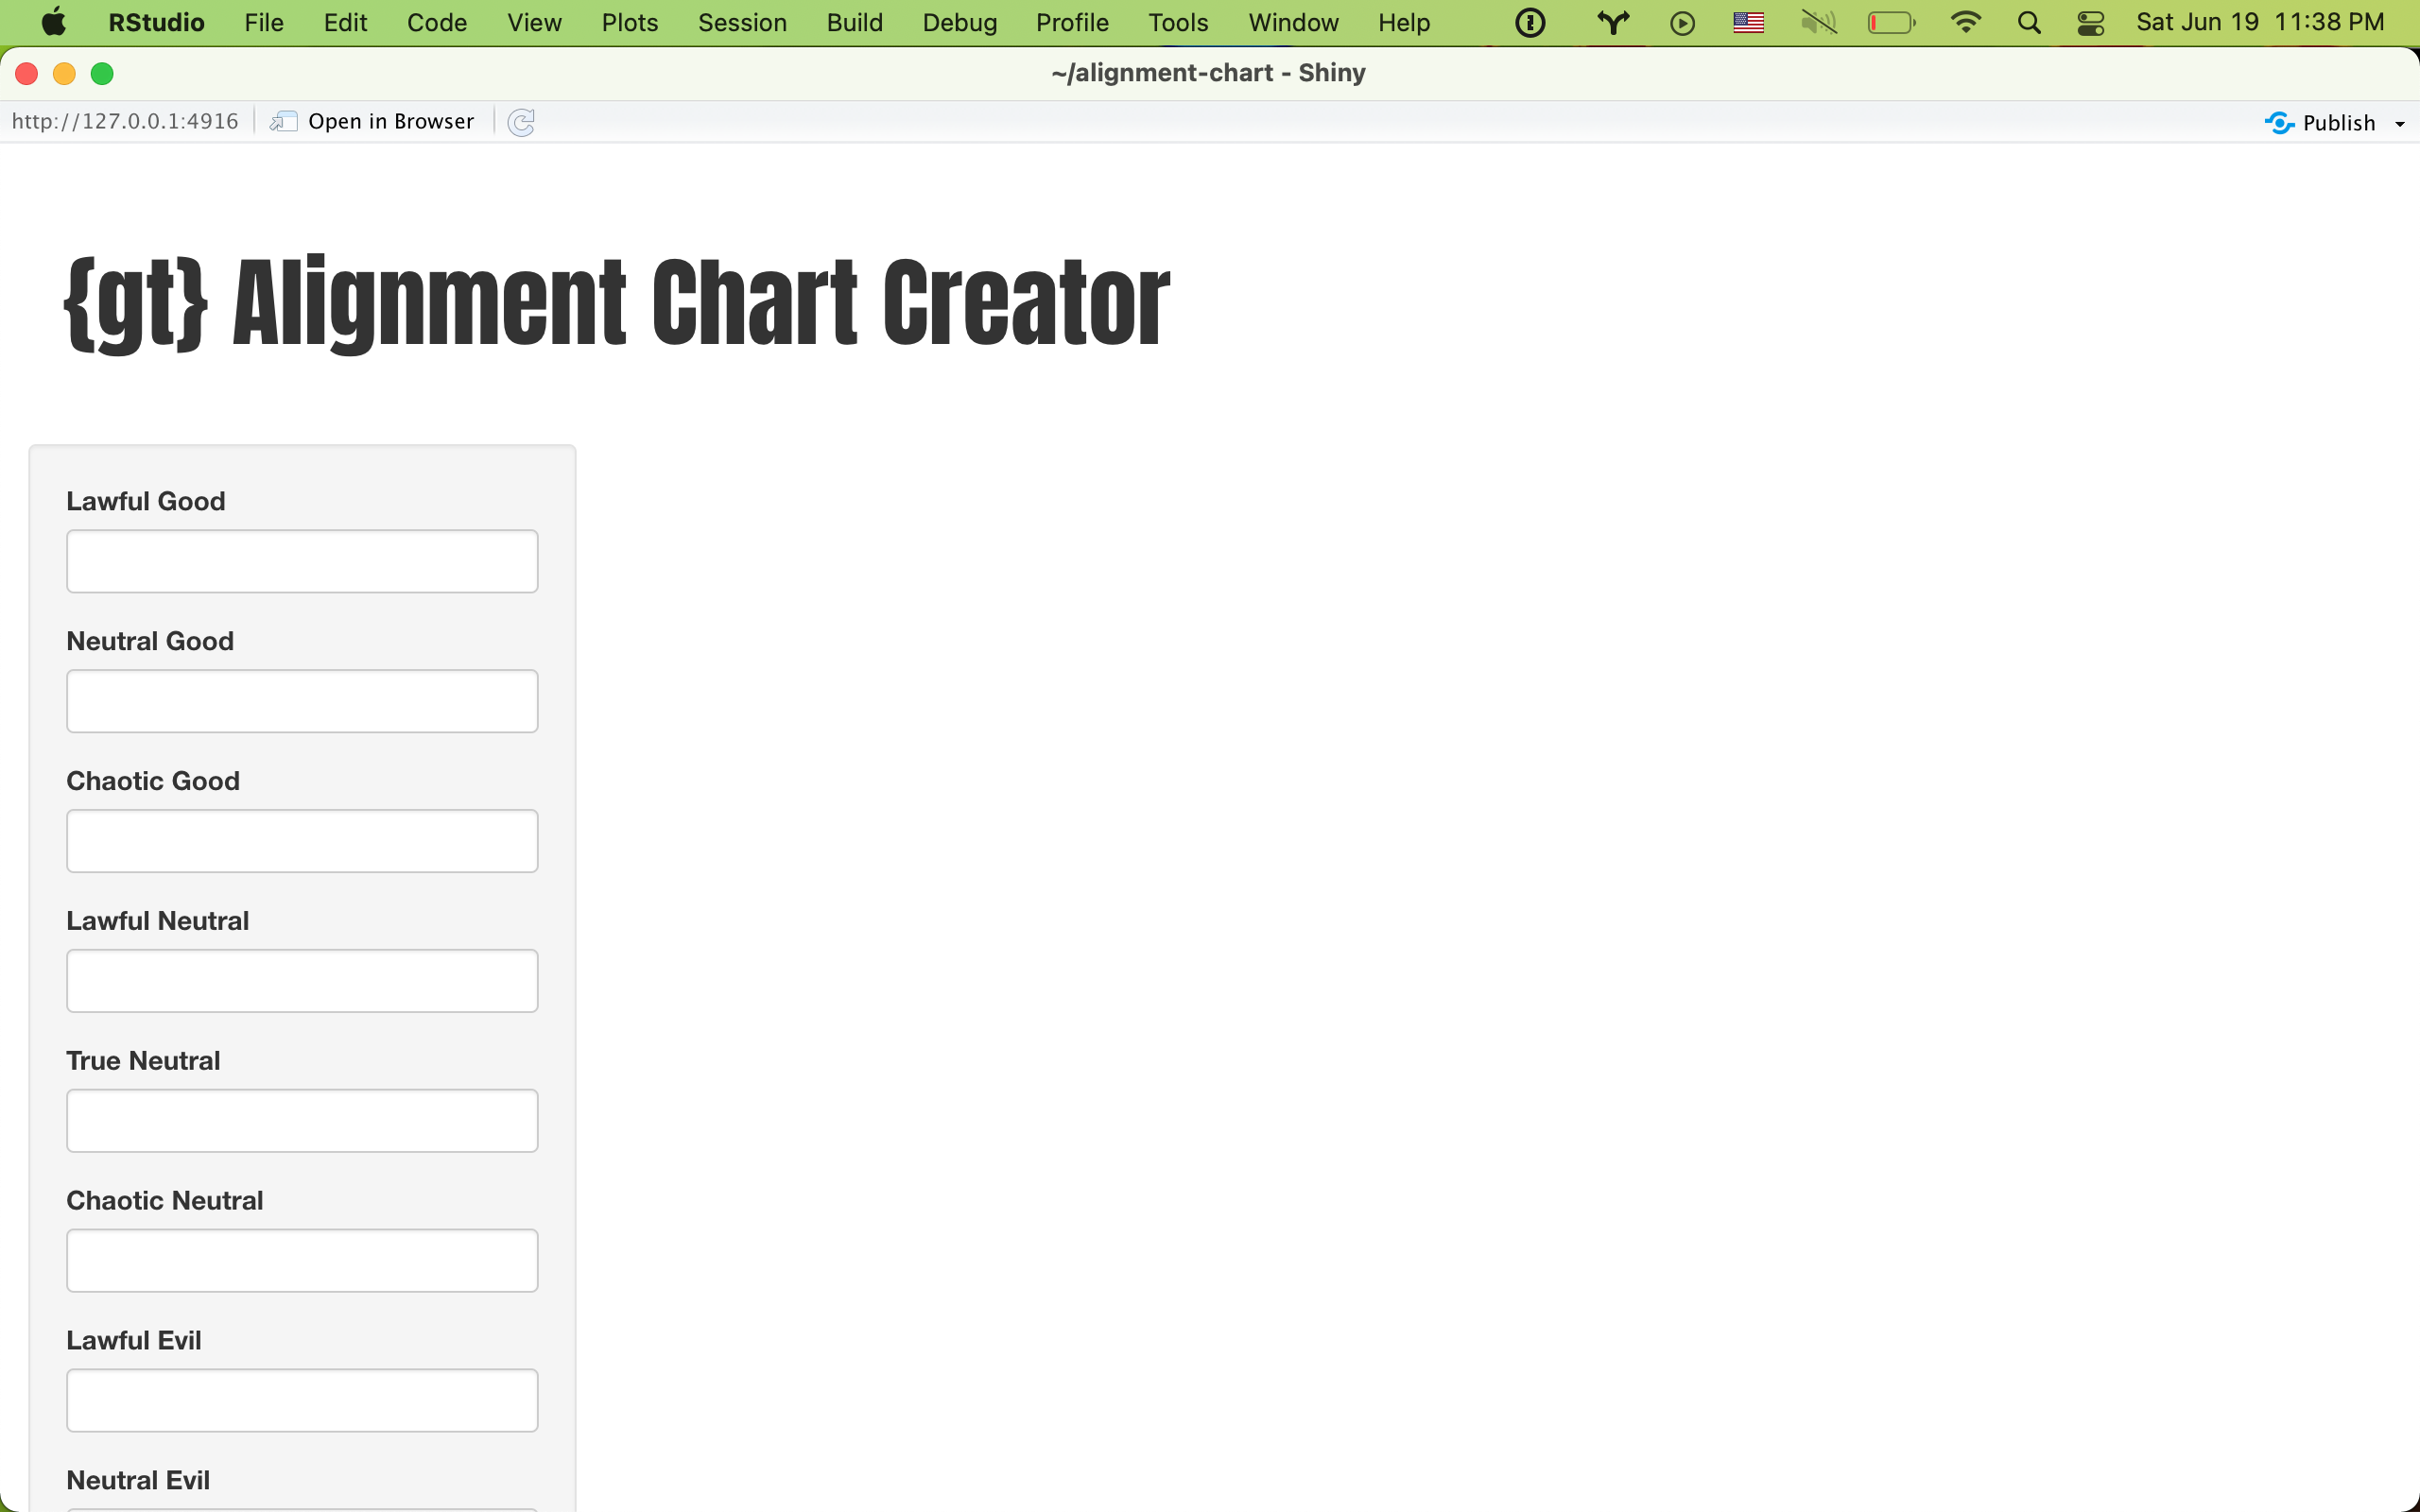 RStudio File Edit Code View Plots Session Build Debug Profile Tools Window Help Sat Jun 19 11:38 PM
~/alignment-chart - Shiny
http://127.0.0.1:4916 Open in Browser Publish
{gt} Alignment Chart Creator
Lawful Good
Neutral Good
Chaotic Good
Lawful Neutral
True Neutral
Chaotic Neutral
Lawful Evil
Neutral Evil